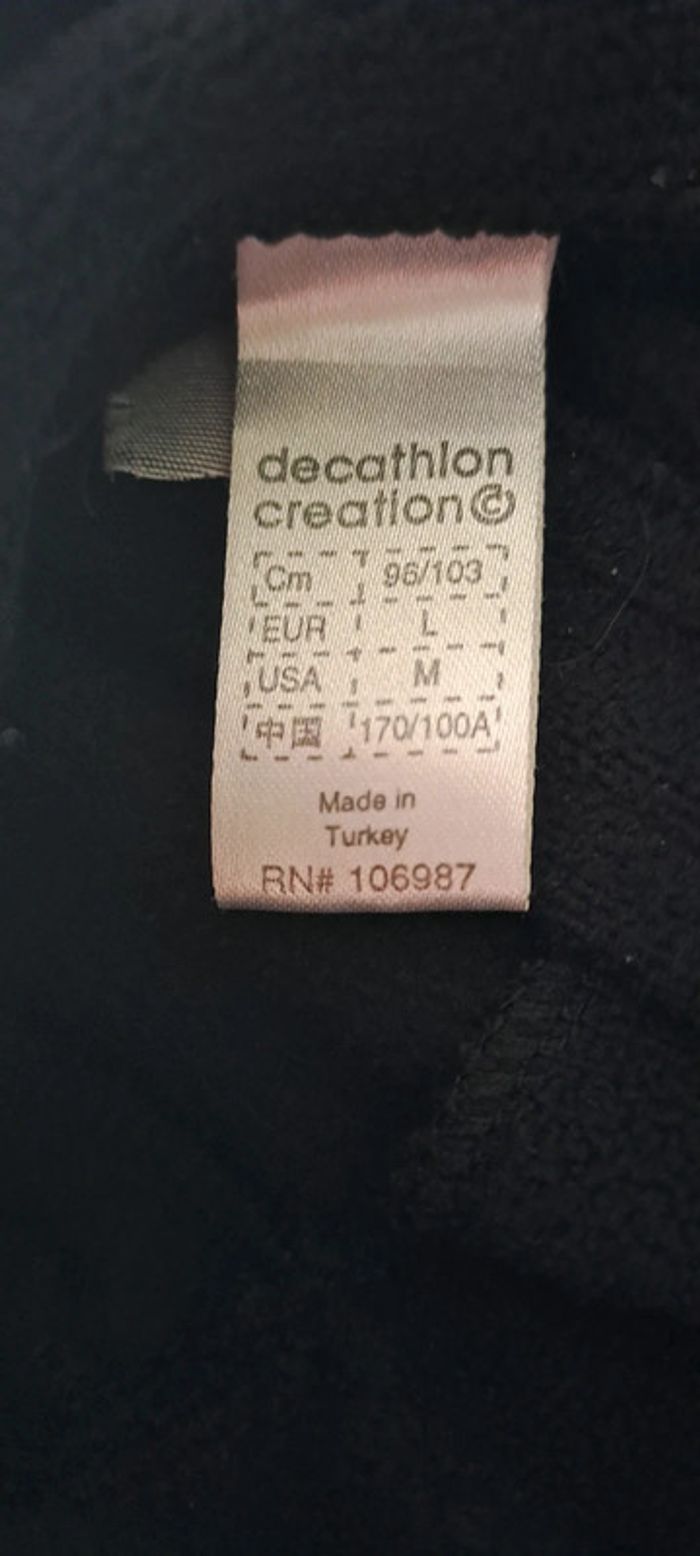 decathlon
creation©
Cm 96/103
EUR L
USA M
中国 170/100A
Made in
Turkey
RN# 106987